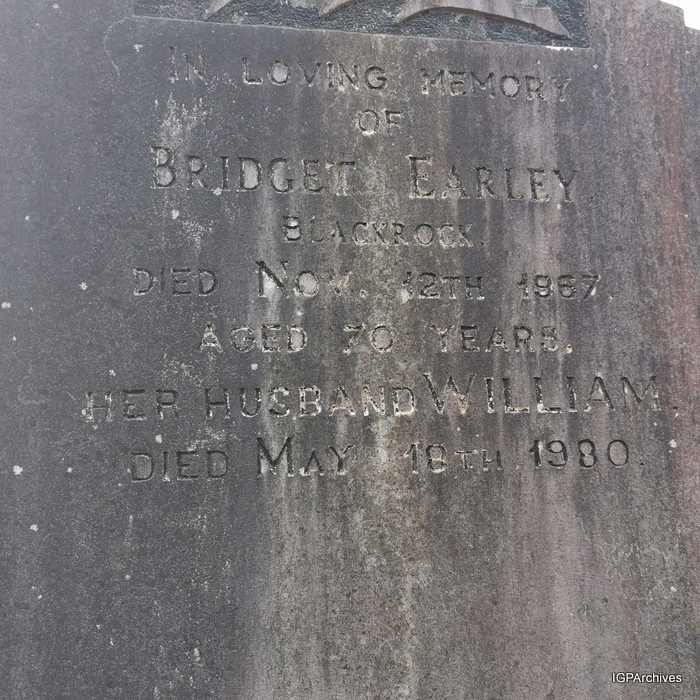 IN LOVING MEMORY
OF
BRIDGET EARLEY.
BLACKROCK.
DIED NOV. 12TH 1967.
AGED 70 YEARS.
HER HUSBAND WILLIAM.
DIED MAY 18TH 1980.
IGPArchives